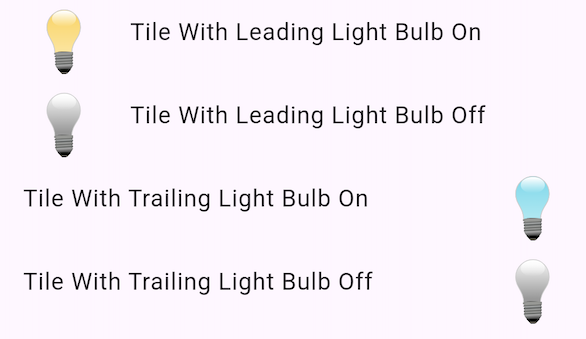 Tile With Leading Light Bulb On
Tile With Leading Light Bulb Off
Tile With Trailing Light Bulb On
Tile With Trailing Light Bulb Off